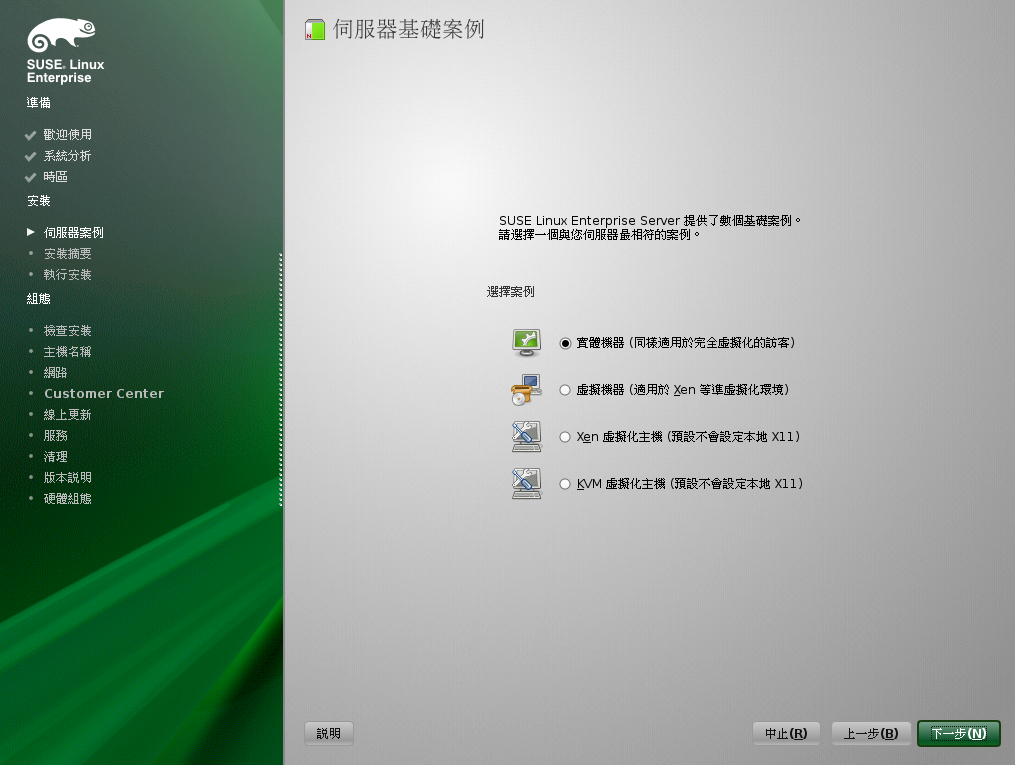 SUSE. Linux
Enterprise
準備
歡迎使用
系統分析
時區
安裝
伺服器案例
安裝摘要
執行安裝
組態
檢查安裝
主機名稱
網路
Customer Center
線上更新
服務
清理
版本說明
硬體組態
伺服器基礎案例
SUSE Linux Enterprise Server 提供了數個基礎案例。
請選擇一個與您伺服器最相符的案例。
選擇案例
實體機器 (同樣適用於完全虛擬化的訪客)
虛擬機器 (適用於 Xen 等準虛擬化環境)
Xen 虛擬化主機 (預設不會設定本地 X11)
KVM 虛擬化主機 (預設不會設定本地 X11)
說明 中止(R) 上一步(B) 下一步(N)